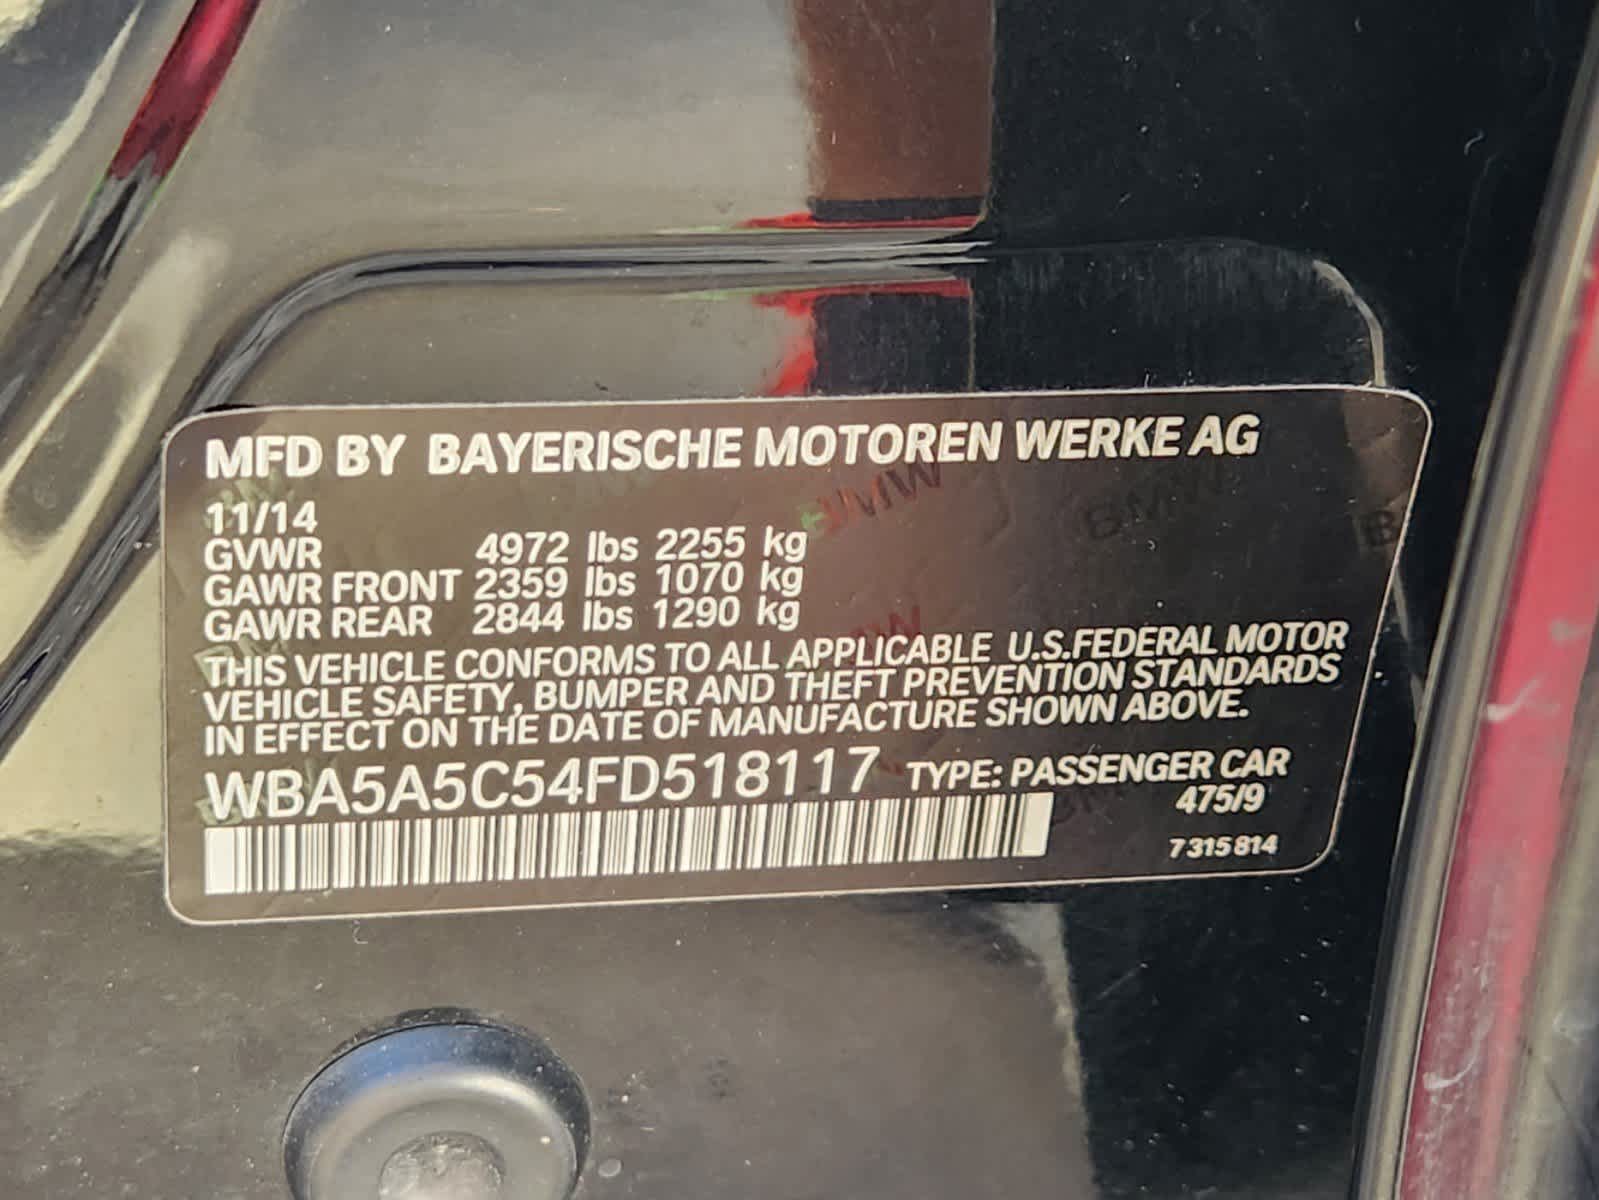 MFD BY BAYERISCHE MOTOREN WERKE AG
11/14
GVWR 4972 lbs 2255 kg
GAWR FRONT 2359 lbs 1070 kg
GAWR REAR 2844 lbs 1290 kg
THIS VEHICLE CONFORMS TO ALL APPLICABLE U.S.FEDERAL MOTOR
VEHICLE SAFETY, BUMPER AND THEFT PREVENTION STANDARDS
IN EFFECT ON THE DATE OF MANUFACTURE SHOWN ABOVE.
WBA5A5C54FD518117 TYPE: PASSENGER CAR
475/9
7 315 814
BMW
BMW